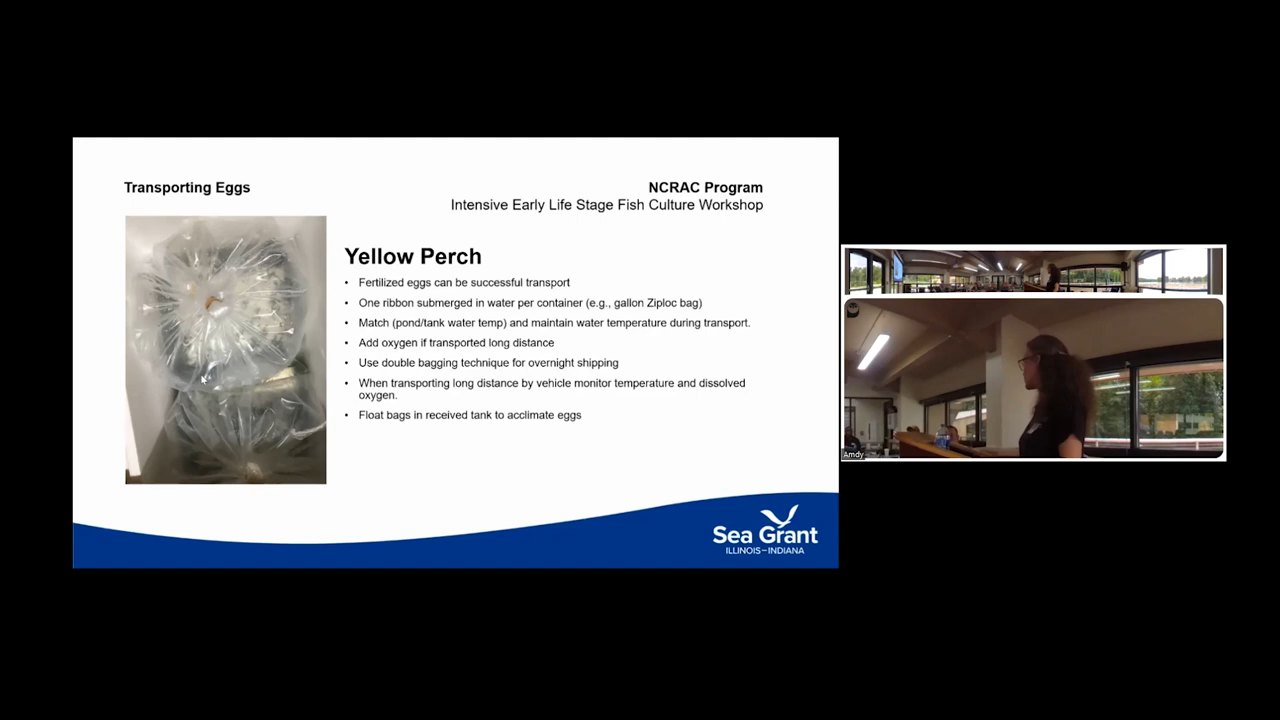 Transporting Eggs
NCRAC Program
Intensive Early Life Stage Fish Culture Workshop
Yellow Perch
• Fertilized eggs can be successful transport
• One ribbon submerged in water per container (e.g., gallon Ziploc bag)
• Match (pond/tank water temp) and maintain water temperature during transport.
• Add oxygen if transported long distance
• Use double bagging technique for overnight shipping
• When transporting long distance by vehicle monitor temperature and dissolved
oxygen.
• Float bags in received tank to acclimate eggs
Sea Grant
ILLINOIS–INDIANA
Amdy